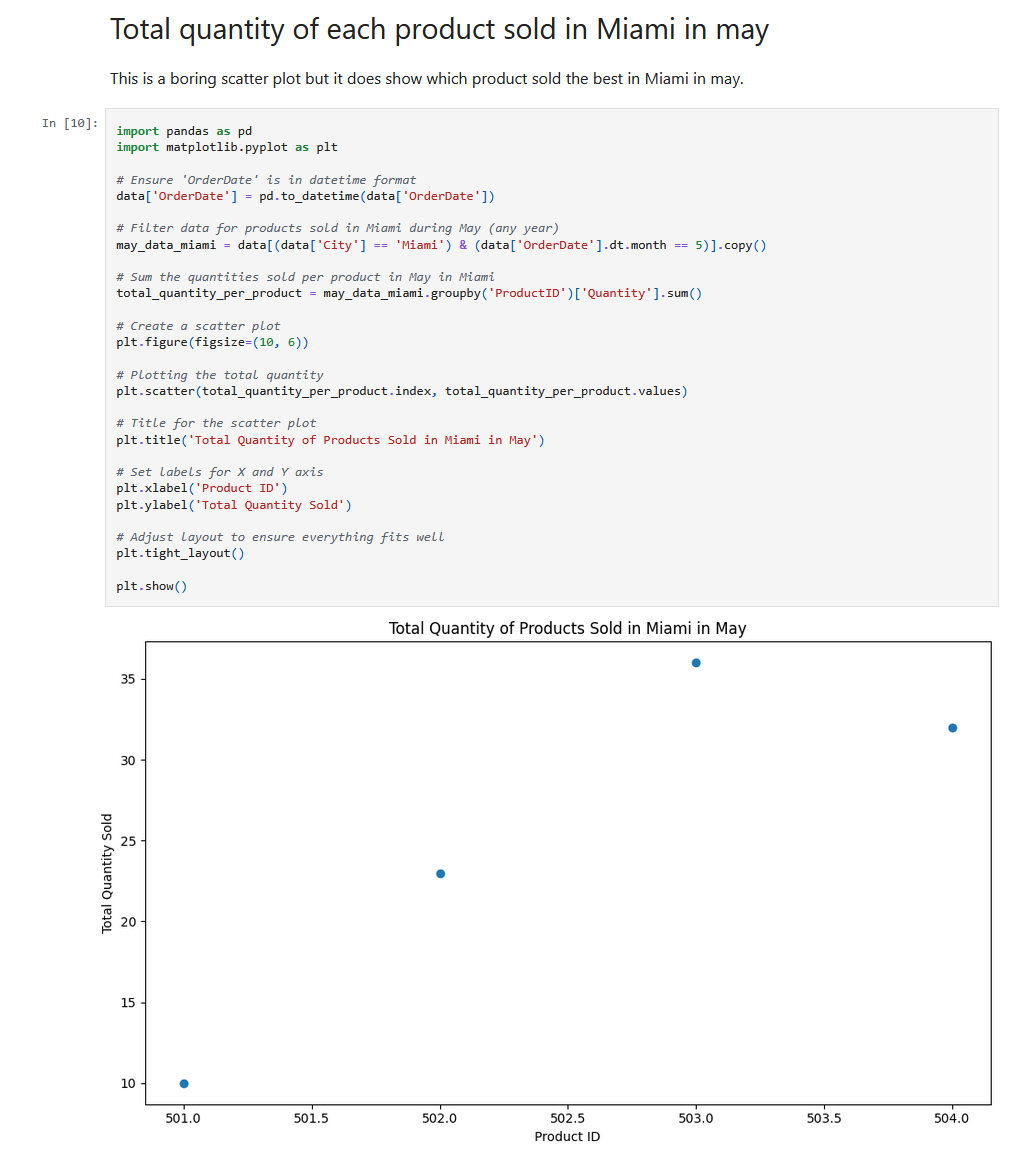 Total quantity of each product sold in Miami in may
This is a boring scatter plot but it does show which product sold the best in Miami in may.
In [10]:
import pandas as pd
import matplotlib.pyplot as plt
# Ensure 'OrderDate' is in datetime format
data['OrderDate'] = pd.to_datetime(data['OrderDate'])
# Filter data for products sold in Miami during May (any year)
may_data_miami = data[(data['City'] == 'Miami') & (data['OrderDate'].dt.month == 5)].copy()
# Sum the quantities sold per product in May in Miami
total_quantity_per_product = may_data_miami.groupby('ProductID')['Quantity'].sum()
# Create a scatter plot
plt.figure(figsize=(10, 6))
# Plotting the total quantity
plt.scatter(total_quantity_per_product.index, total_quantity_per_product.values)
# Title for the scatter plot
plt.title('Total Quantity of Products Sold in Miami in May')
# Set labels for X and Y axis
plt.xlabel('Product ID')
plt.ylabel('Total Quantity Sold')
# Adjust layout to ensure everything fits well
plt.tight_layout()
plt.show()
Total Quantity of Products Sold in Miami in May
35
30
25
20
15
10
Total Quantity Sold
501.0 501.5 502.0 502.5 503.0 503.5 504.0
Product ID